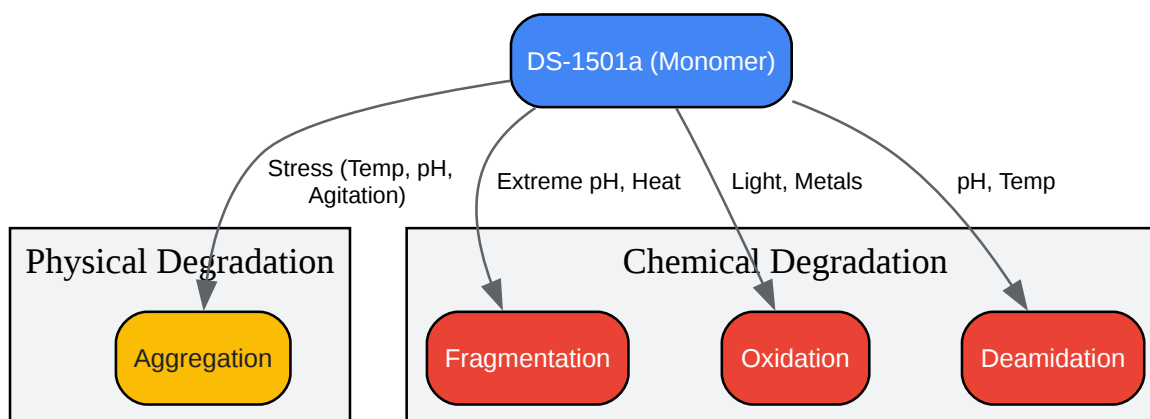 DS-1501a (Monomer)
Stress (Temp, pH,
Agitation)
Extreme pH, Heat
Light, Metals
pH, Temp
Physical Degradation
Chemical Degradation
Aggregation
Fragmentation
Oxidation
Deamidation